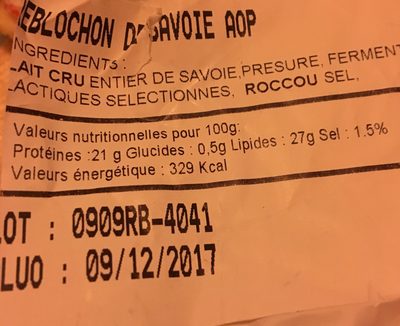 EBLOCHON DE SAVOIE AOP
NGREDIENTS :
LAIT CRU ENTIER DE SAVOIE,PRESURE, FERMENT
LACTIQUES SELECTIONNES, ROCCOU SEL,
Valeurs nutritionnelles pour 100g:
Protéines :21 g Glucides : 0,5g Lipides : 27g Sel : 1.5%
Valeurs énergétique : 329 Kcal
OT : 0909RB-4041
LUO : 09/12/2017